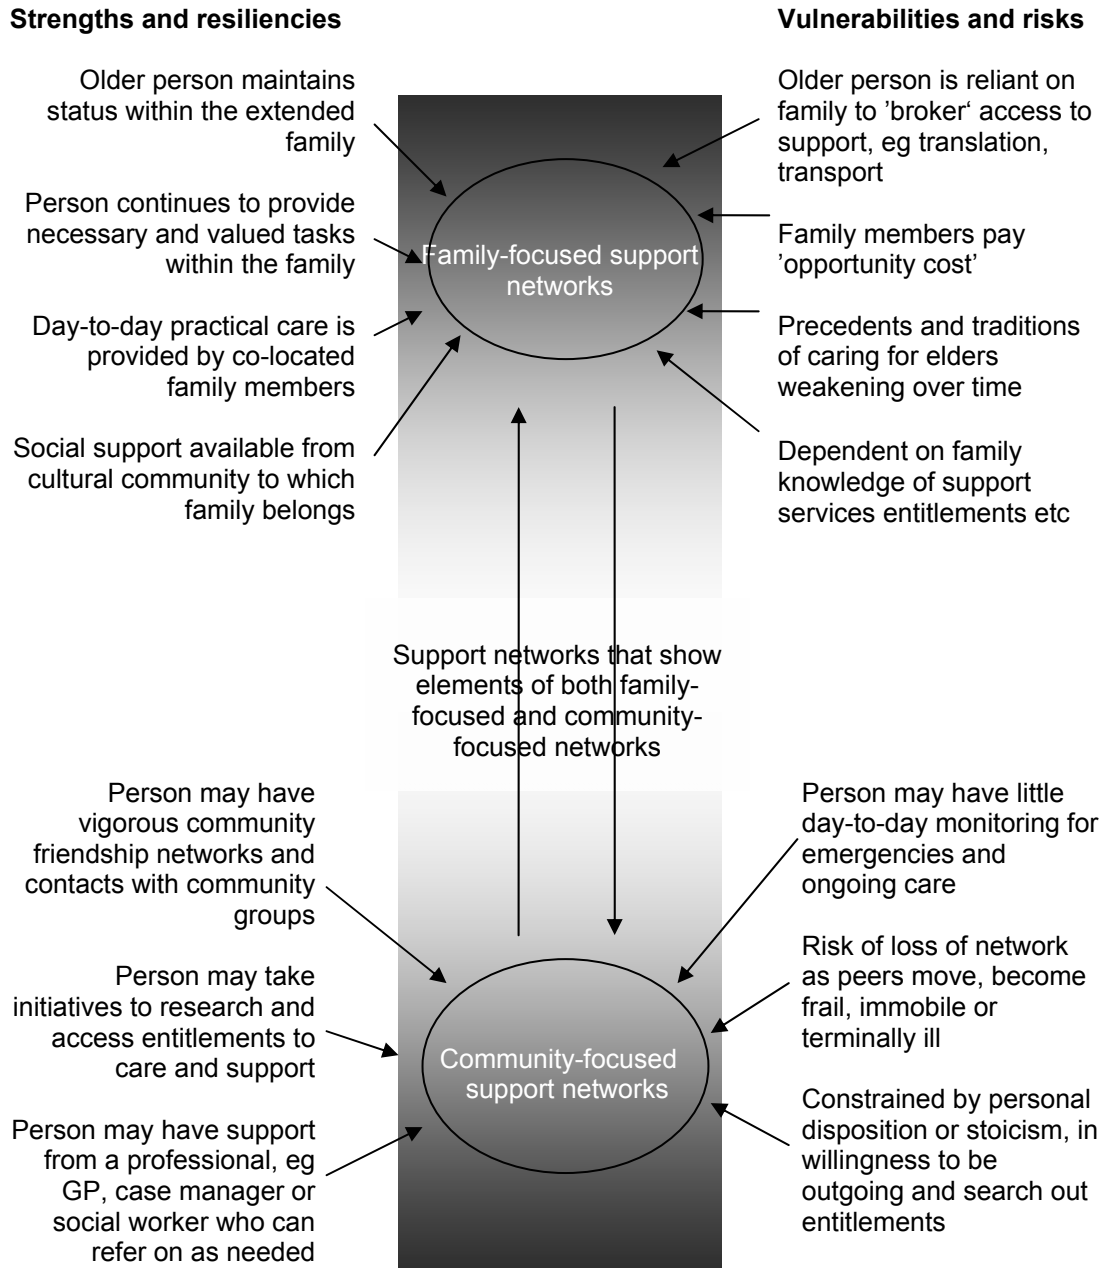 Strengths and resiliencies
Vulnerabilities and risks
Older person maintains
status within the extended
family
Person continues to provide
necessary and valued tasks
within the family
Day-to-day practical care is
provided by co-located
family members
Social support available from
cultural community to which
family belongs
Family-focused support
networks
Older person is reliant on
family to ’broker‘ access to
support, eg translation,
transport
Family members pay
’opportunity cost’
Precedents and traditions
of caring for elders
weakening over time
Dependent on family
knowledge of support
services entitlements etc
Support networks that show
elements of both family-
focused and community-
focused networks
Person may have
vigorous community
friendship networks and
contacts with community
groups
Person may take
initiatives to research and
access entitlements to
care and support
Person may have support
from a professional, eg
GP, case manager or
social worker who can
refer on as needed
Community-focused
support networks
Person may have little
day-to-day monitoring for
emergencies and
ongoing care
Risk of loss of network
as peers move, become
frail, immobile or
terminally ill
Constrained by personal
disposition or stoicism, in
willingness to be
outgoing and search out
entitlements